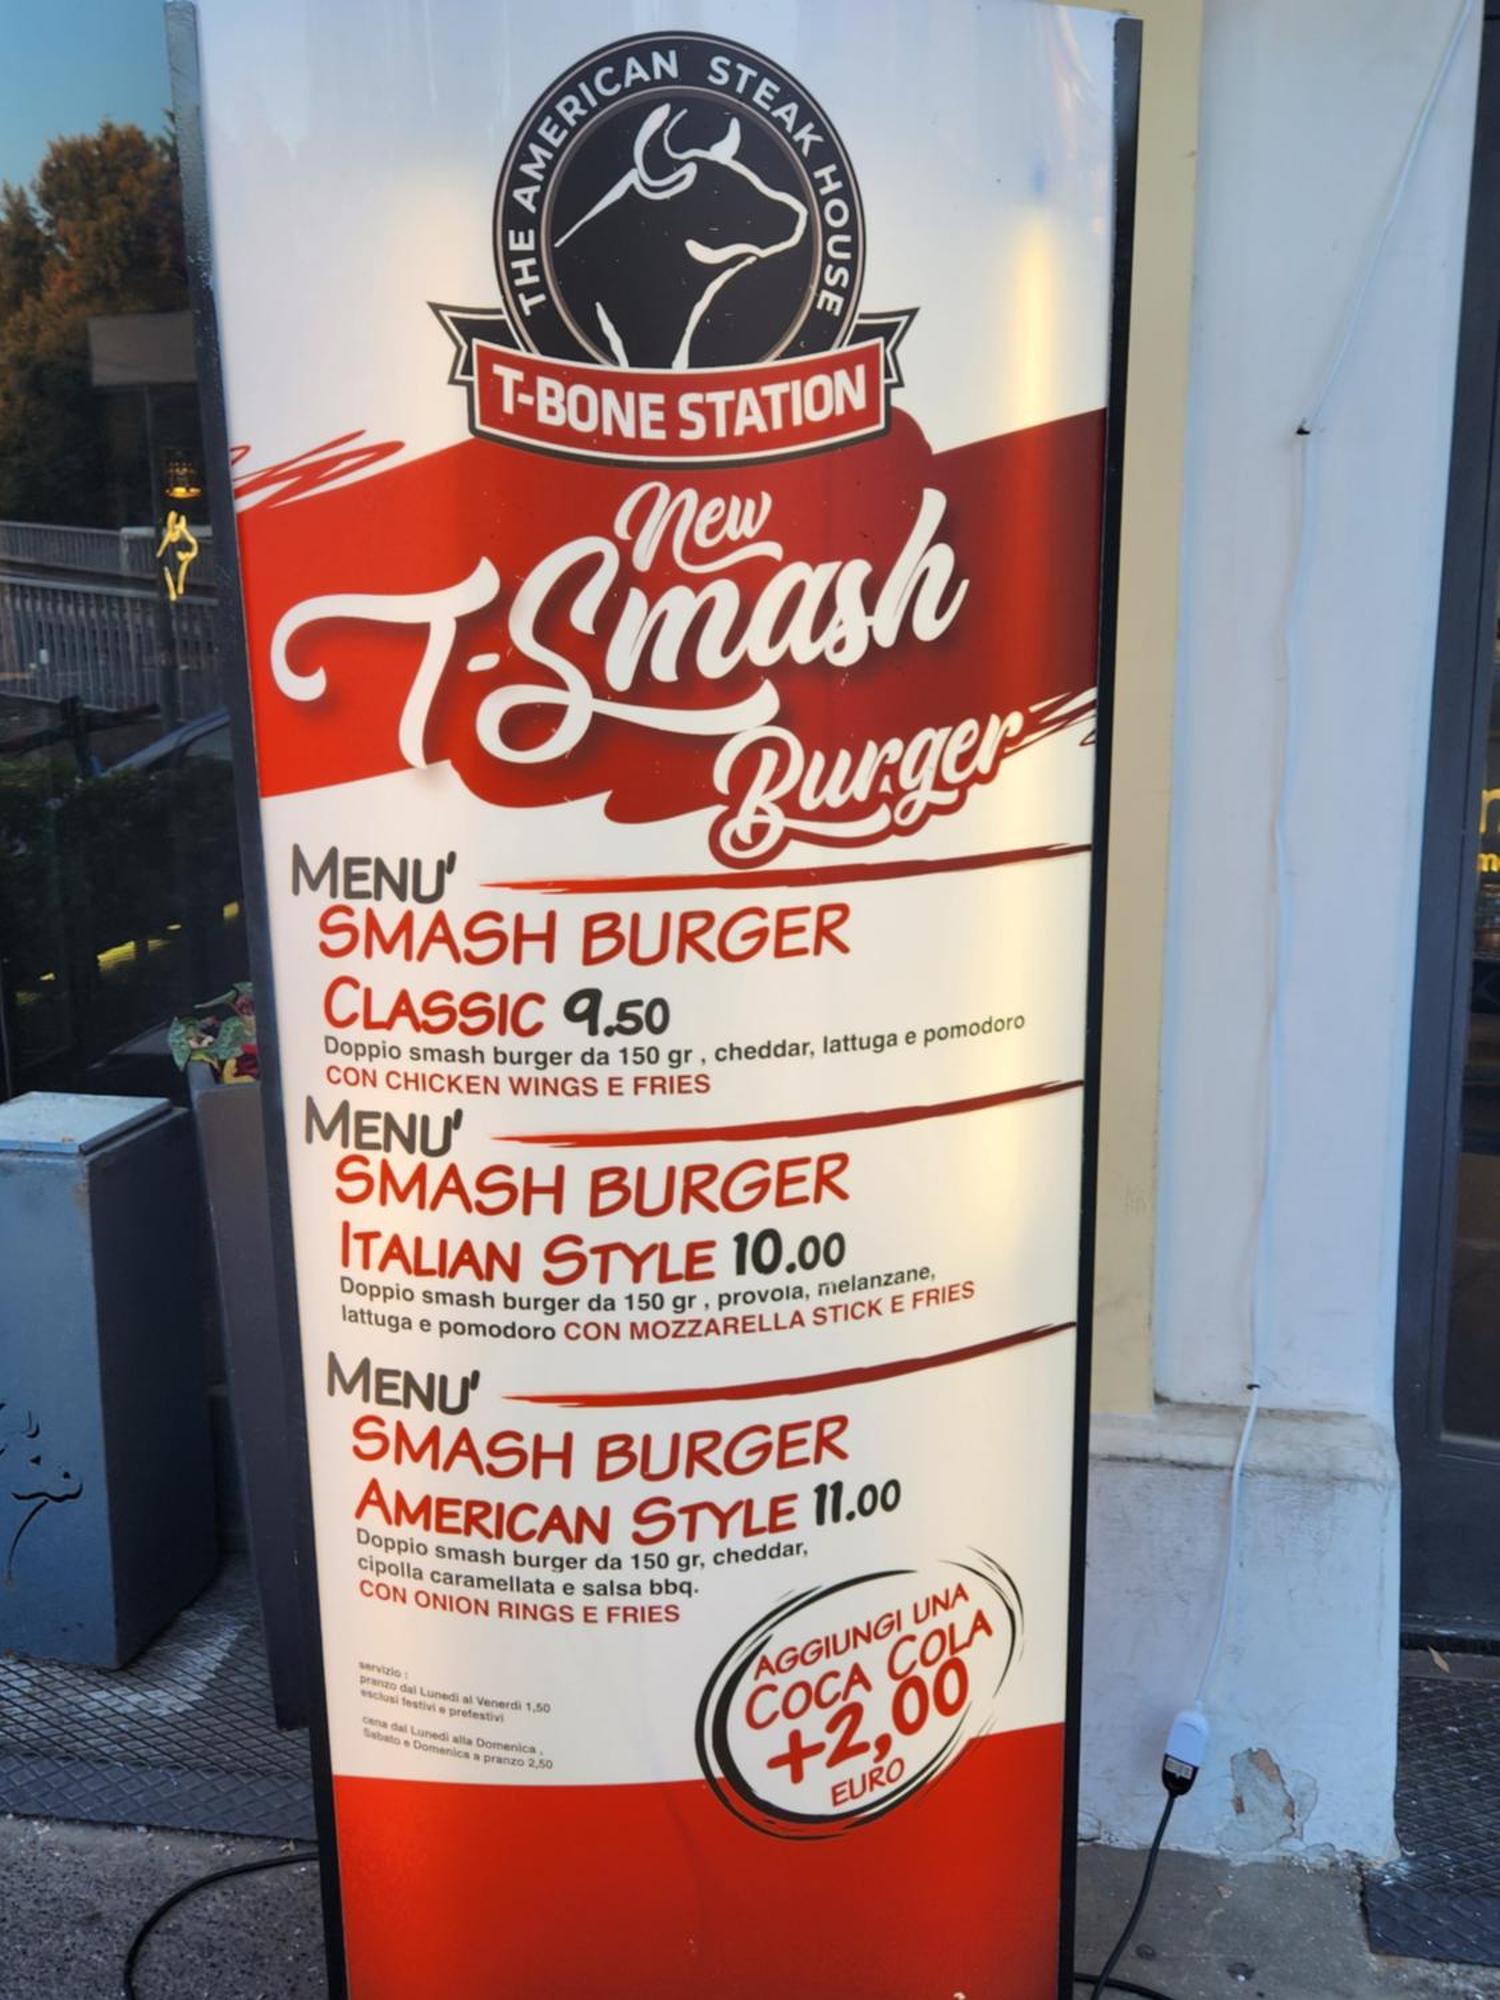 THE AMERICAN STEAK HOUSE
T-BONE STATION
New
T-Smash
Burger
MENU'
SMASH BURGER
CLASSIC 9.50
Doppio smash burger da 150 gr , cheddar, lattuga e pomodoro
CON CHICKEN WINGS E FRIES
MENU'
SMASH BURGER
ITALIAN STYLE 10.00
Doppio smash burger da 150 gr , provola, melanzane,
lattuga e pomodoro CON MOZZARELLA STICK E FRIES
MENU'
SMASH BURGER
AMERICAN STYLE 11.00
Doppio smash burger da 150 gr, cheddar,
cipolla caramellata e salsa bbq.
CON ONION RINGS E FRIES
AGGIUNGI UNA
COCA COLA
+2,00
EURO
servizio :
pranzo dal Lunedì al Venerdì 1,50
esclusi festivi e prefestivi
cena dal Lunedì alla Domenica ,
Sabato e Domenica a pranzo 2,50